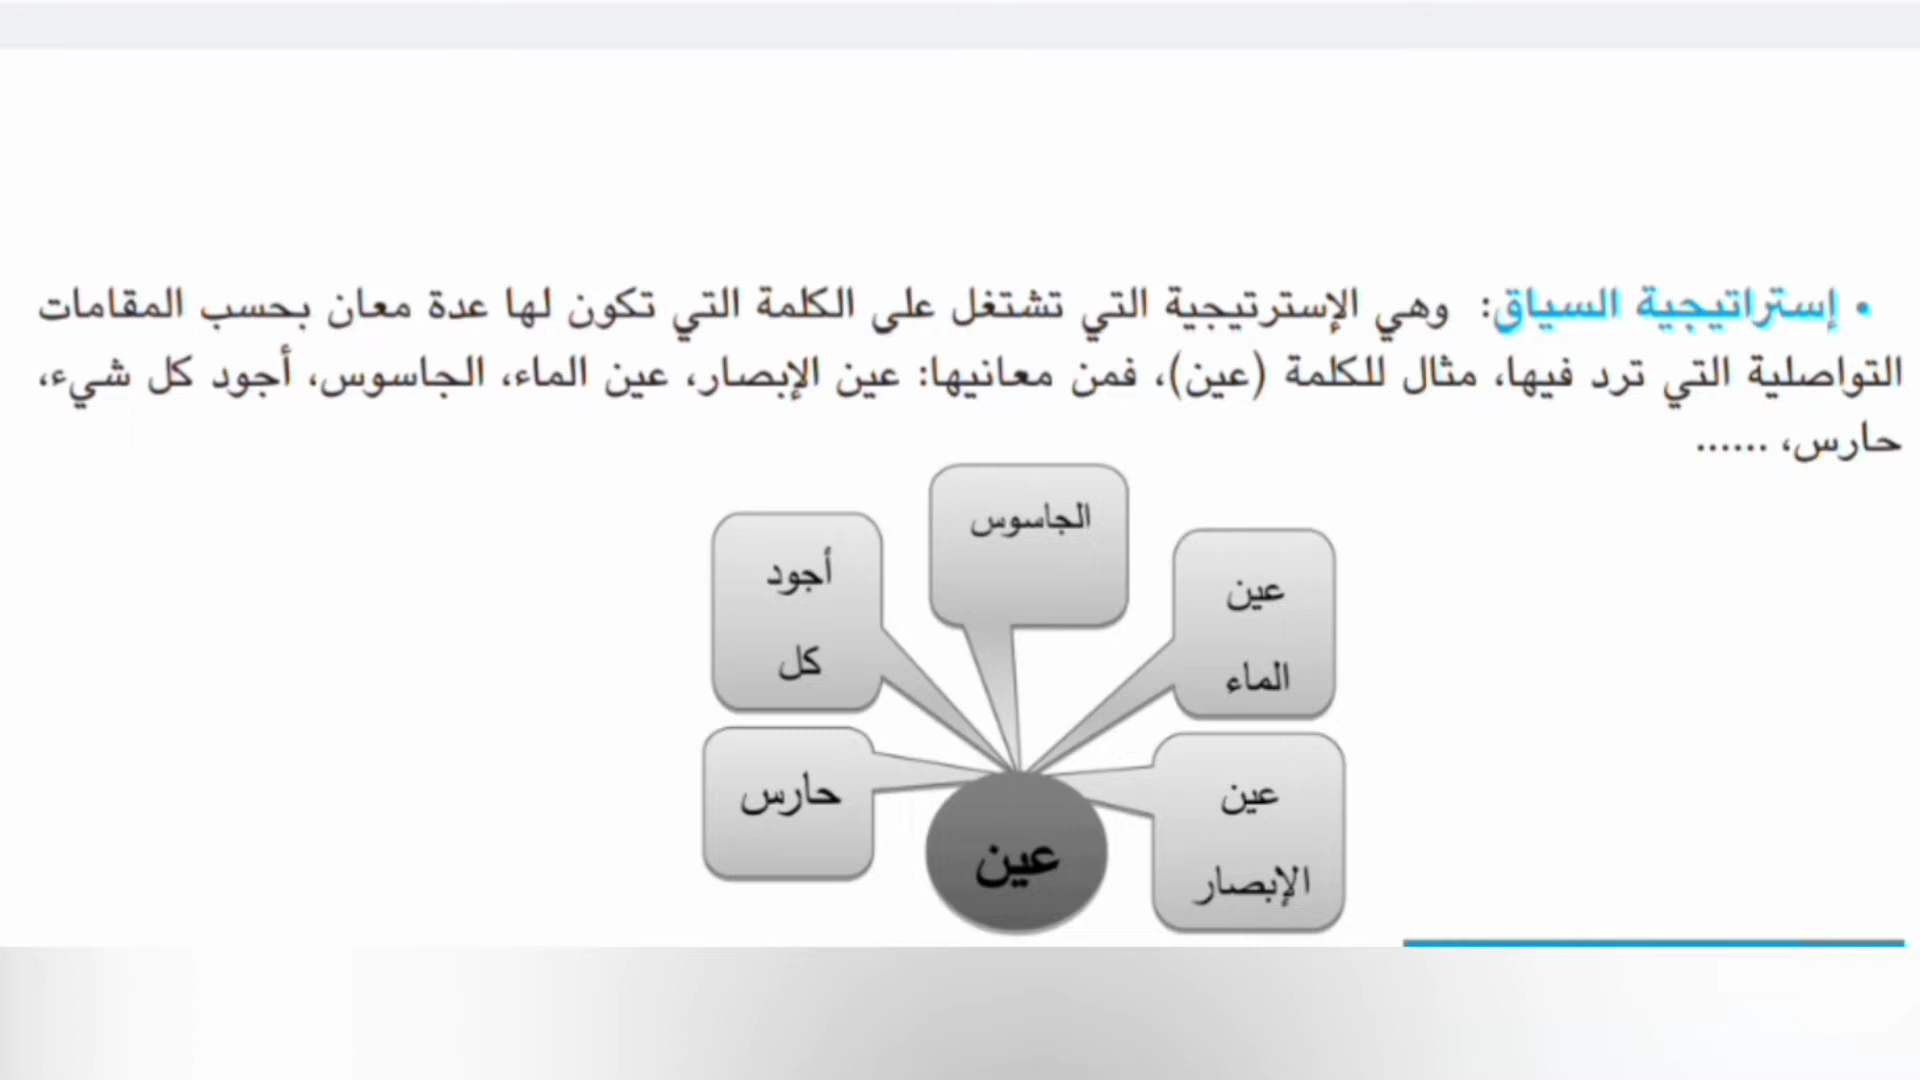 • إستراتيجية السياق: وهي الإسترتيجية التي تشتغل على الكلمة التي تكون لها عدة معان بحسب المقامات
التواصلية التي ترد فيها، مثال للكلمة (عين)، فمن معانيها: عين الإبصار، عين الماء، الجاسوس، أجود كل شيء،
حارس، ......
الجاسوس
عين
الماء
أجود
كل
عين
الإبصار
حارس
عين